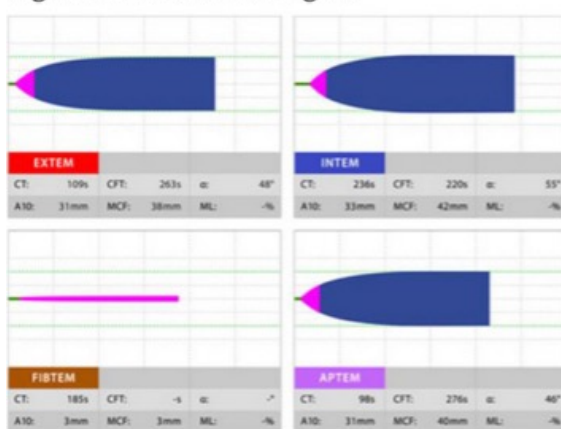 EXTEM
CT: 109s CFT: 263s α: 48°
A10: 31mm MCF: 38mm ML: -%
INTEM
CT: 236s CFT: 220s α: 55°
A10: 33mm MCF: 42mm ML: -%
FIBTEM
CT: 185s CFT: -s α: -°
A10: 3mm MCF: 3mm ML: -%
APTEM
CT: 98s CFT: 276s α: 46°
A10: 31mm MCF: 40mm ML: -%